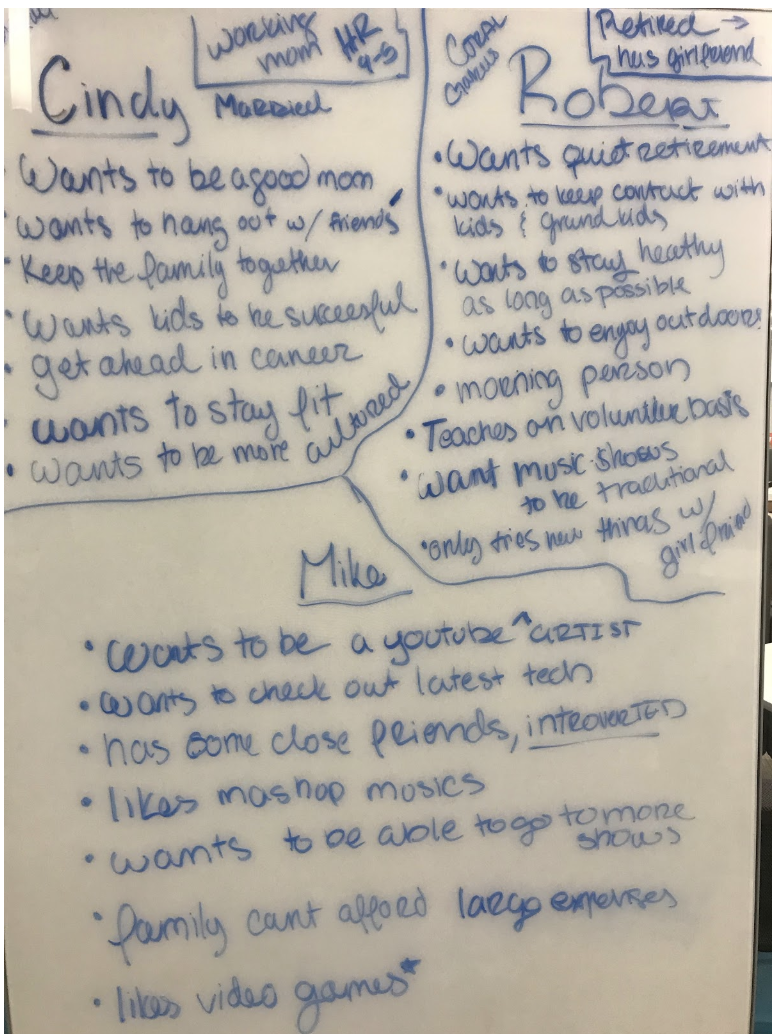 working
mom HR
9-5
Cindy
MARRIED
• Wants to be a good mom
• wants to hang out w/ friends
• Keep the family together
• Wants kids to be successful
• get ahead in career
• wants to stay fit
• wants to be more cultured
CORAL
Retired →
has girlfriend
Robert
• Wants quiet retirement
• wants to keep contact with
kids & grandkids
• wants to stay healthy
as long as possible
• wants to enjoy outdoors
• morning person
• Teaches on volunteer basis
• want music shows
to be traditional
• only tries new things w/
girlfriend
Mike
• wants to be a youtube ^ ARTIST
• wants to check out latest tech
• has some close friends, INTROVERTED
• likes mashop musics
• wants to be able to go to more
shows
• family cant afford large expenses
• likes video games*